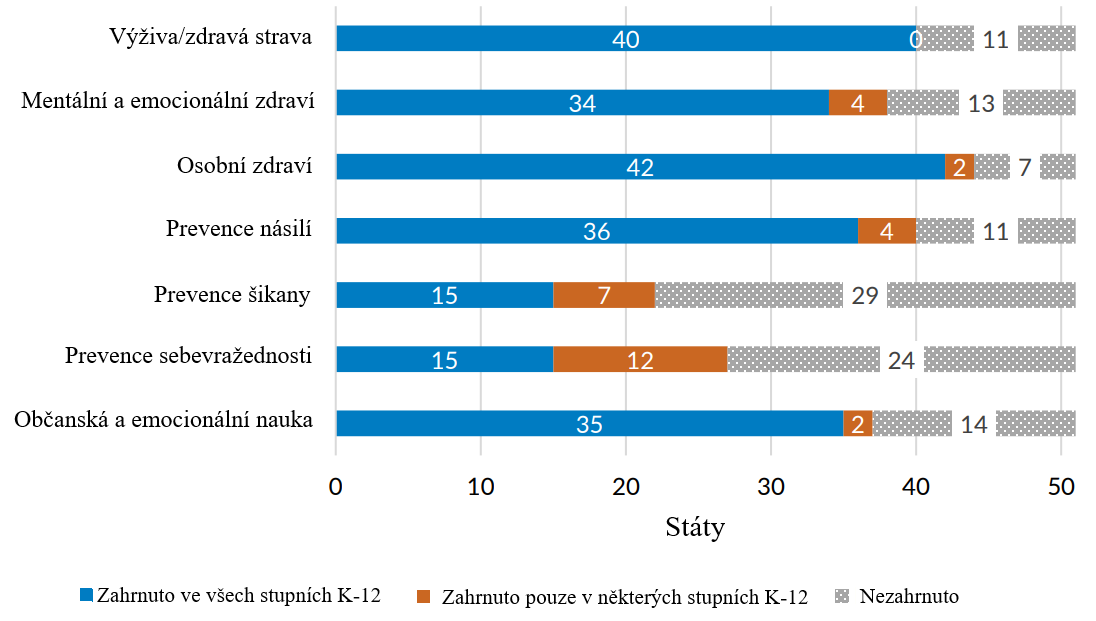 Výživa/zdravá strava 40 0 11
Mentální a emocionální zdraví 34 4 13
Osobní zdraví 42 2 7
Prevence násilí 36 4 11
Prevence šikany 15 7 29
Prevence sebevražednosti 15 12 24
Občanská a emocionální nauka 35 2 14
0 10 20 30 40 50
Státy
Zahrnuto ve všech stupních K-12 Zahrnuto pouze v některých stupních K-12 Nezahrnuto